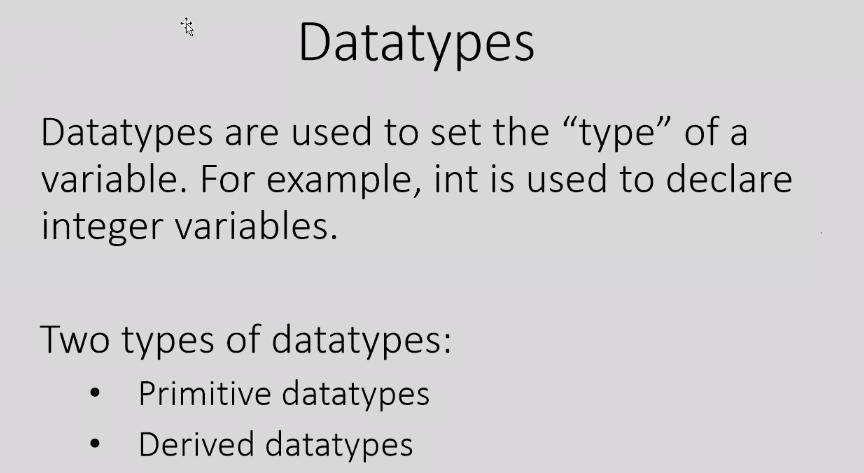 Datatypes
Datatypes are used to set the “type” of a
variable. For example, int is used to declare
integer variables.
Two types of datatypes:
• Primitive datatypes
• Derived datatypes